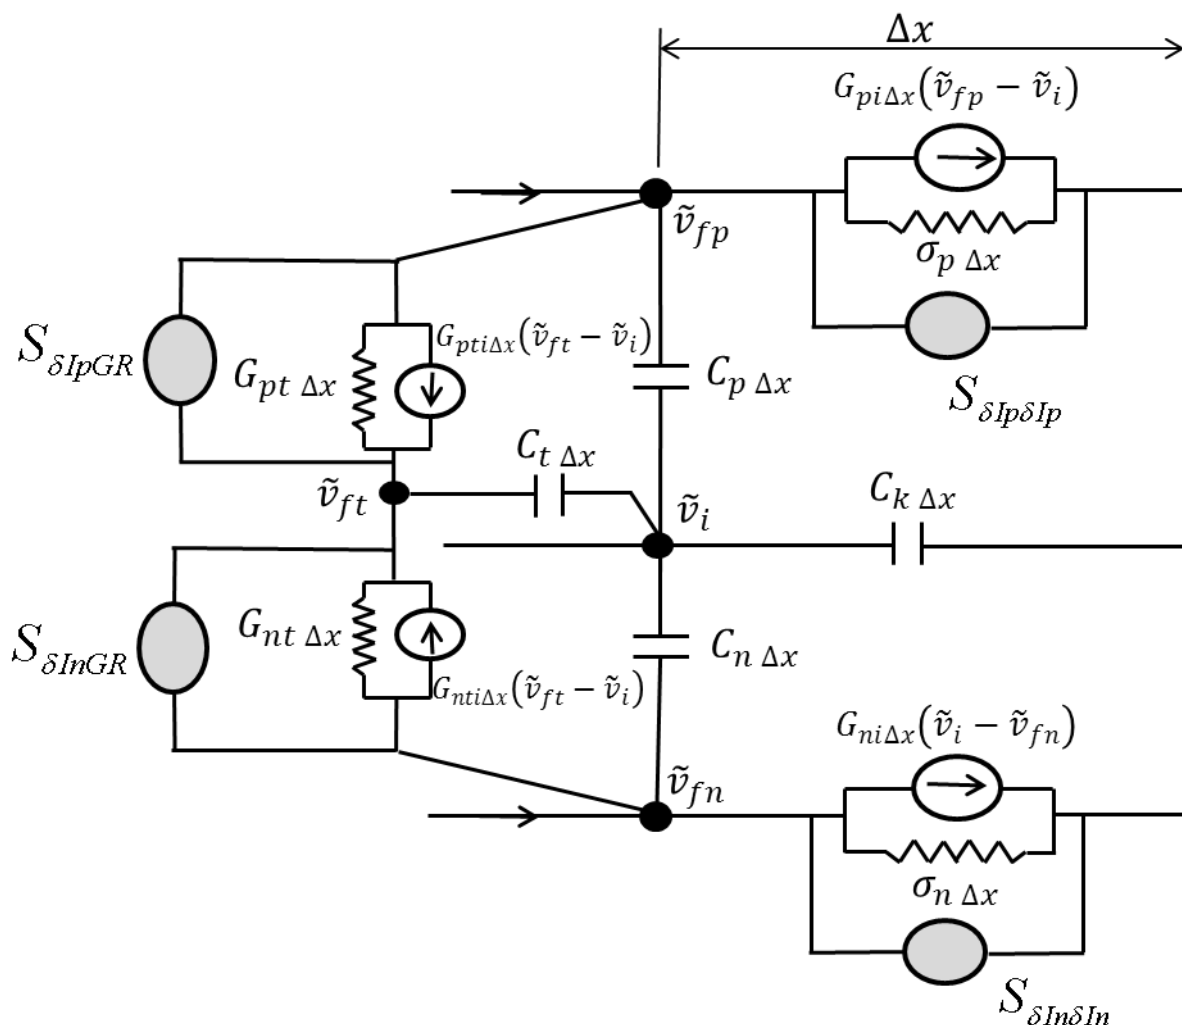 Δx
G_{piΔx}(ṽ_{fp} − ṽ_i)
ṽ_{fp}
σ_{p Δx}
S_{δIpGR}
G_{ptiΔx}(ṽ_{ft} − ṽ_i)
G_{pt Δx}
C_{p Δx}
S_{δIpδIp}
C_{t Δx}
ṽ_{ft}
ṽ_i
C_{k Δx}
S_{δInGR}
G_{nt Δx}
C_{n Δx}
G_{ntiΔx}(ṽ_{ft} − ṽ_i)
G_{niΔx}(ṽ_i − ṽ_{fn})
ṽ_{fn}
σ_{n Δx}
S_{δInδIn}